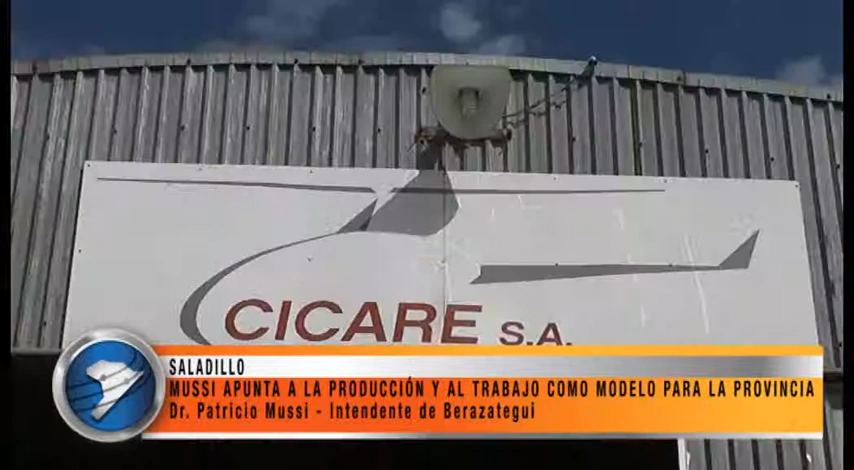 CICARE S.A.
SALADILLO
MUSSI APUNTA A LA PRODUCCIÓN Y AL TRABAJO COMO MODELO PARA LA PROVINCIA
Dr. Patricio Mussi - Intendente de Berazategui